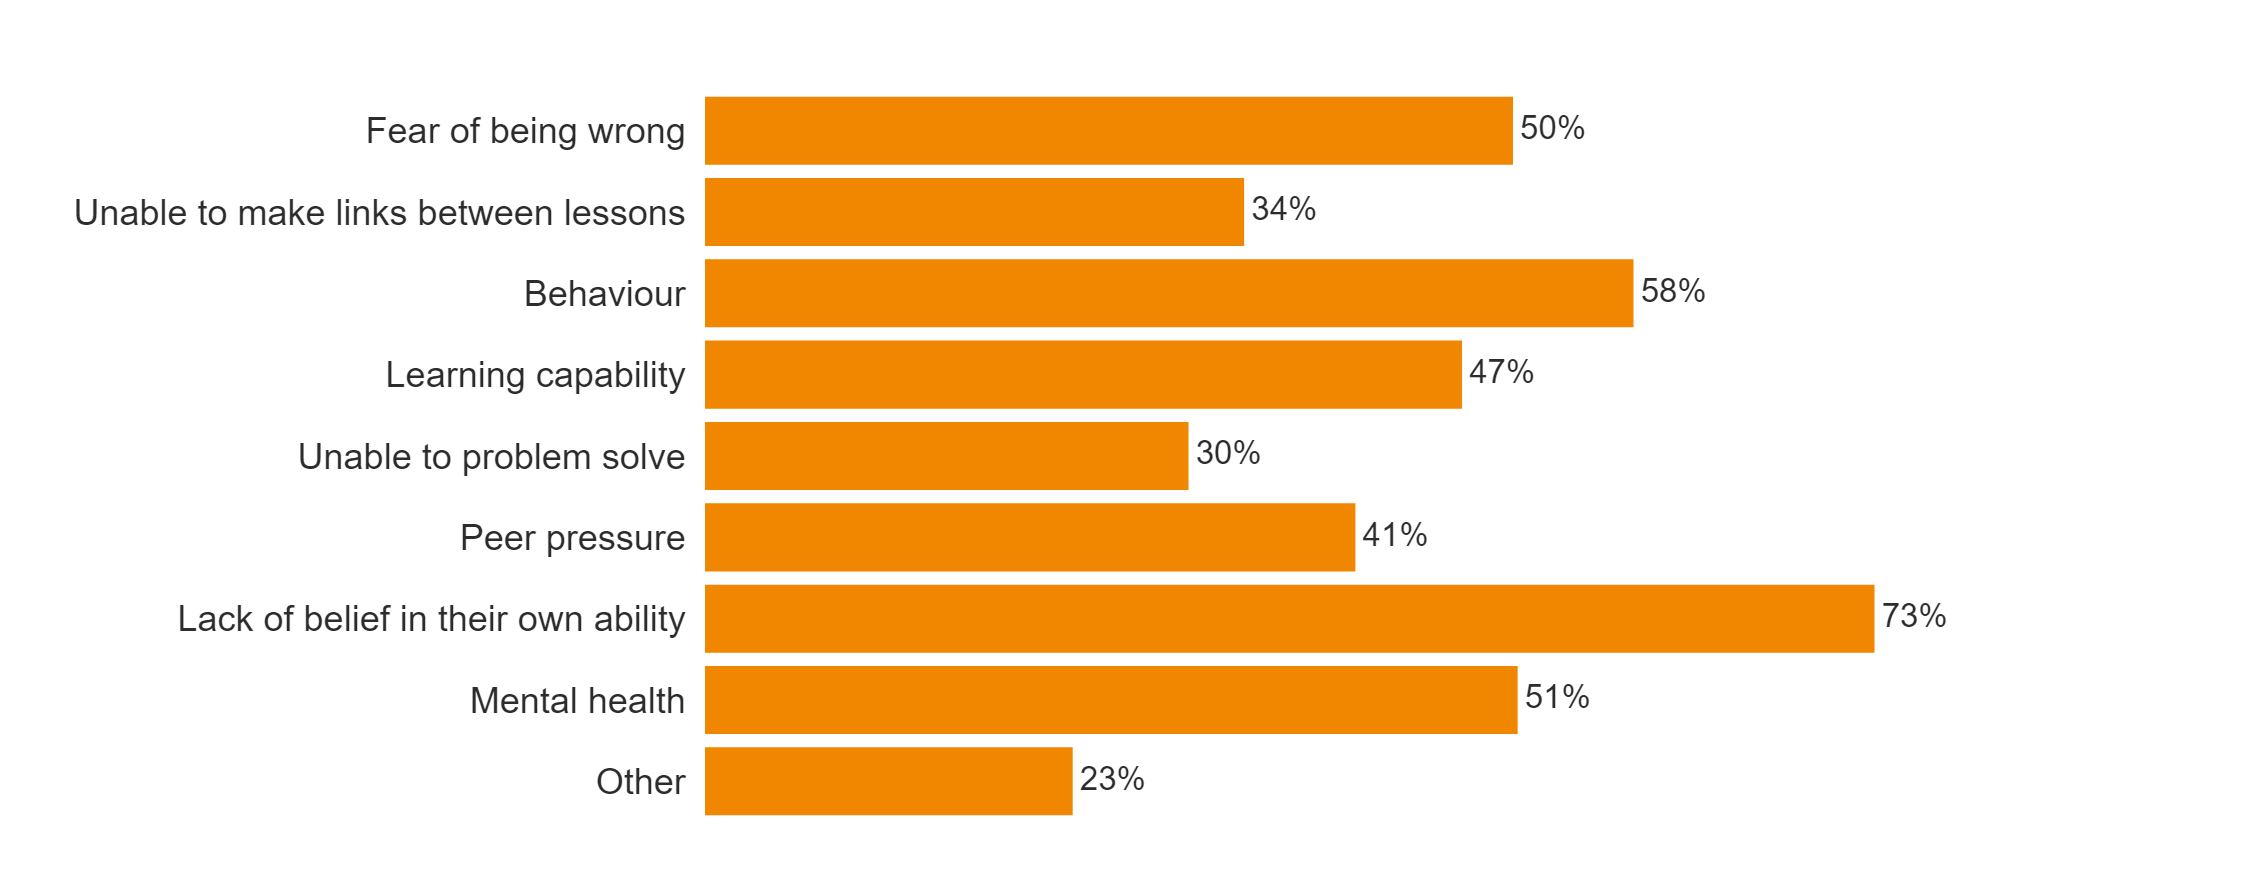 Fear of being wrong 50%
Unable to make links between lessons 34%
Behaviour 58%
Learning capability 47%
Unable to problem solve 30%
Peer pressure 41%
Lack of belief in their own ability 73%
Mental health 51%
Other 23%